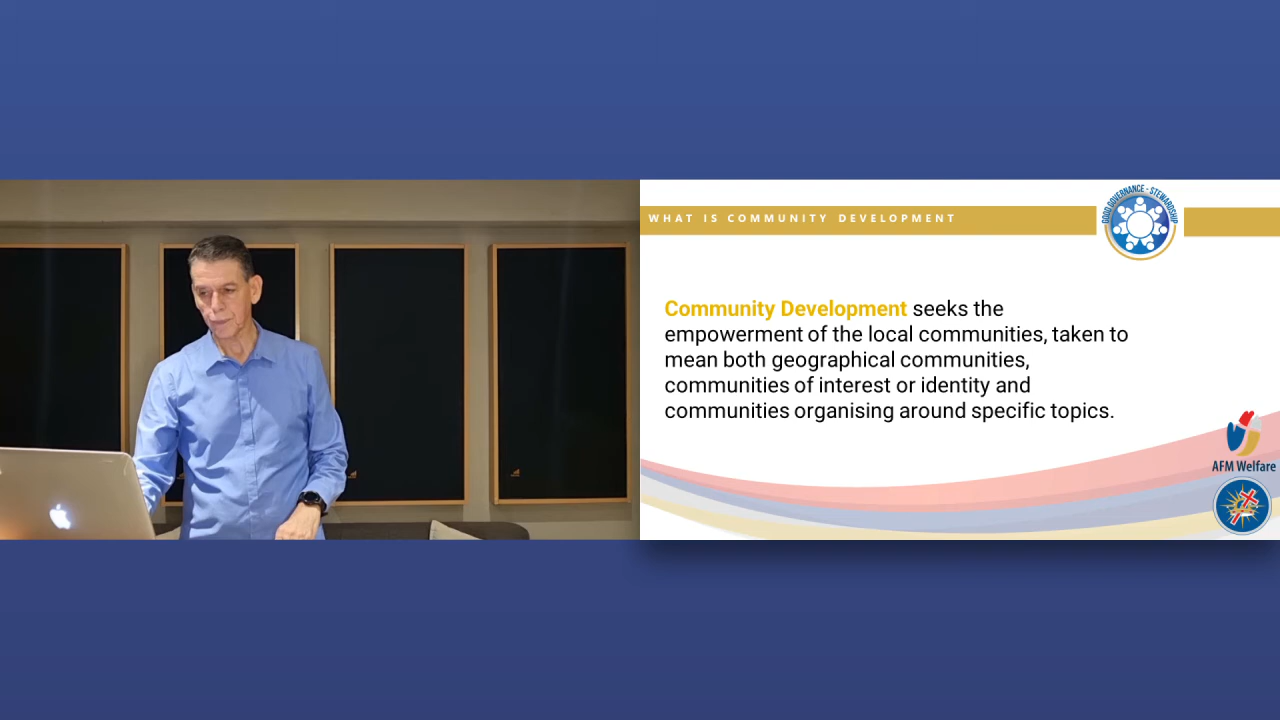 WHAT IS COMMUNITY DEVELOPMENT
GOOD GOVERNANCE - STEWARDSHIP
Community Development seeks the
empowerment of the local communities, taken to
mean both geographical communities,
communities of interest or identity and
communities organising around specific topics.
AFM Welfare